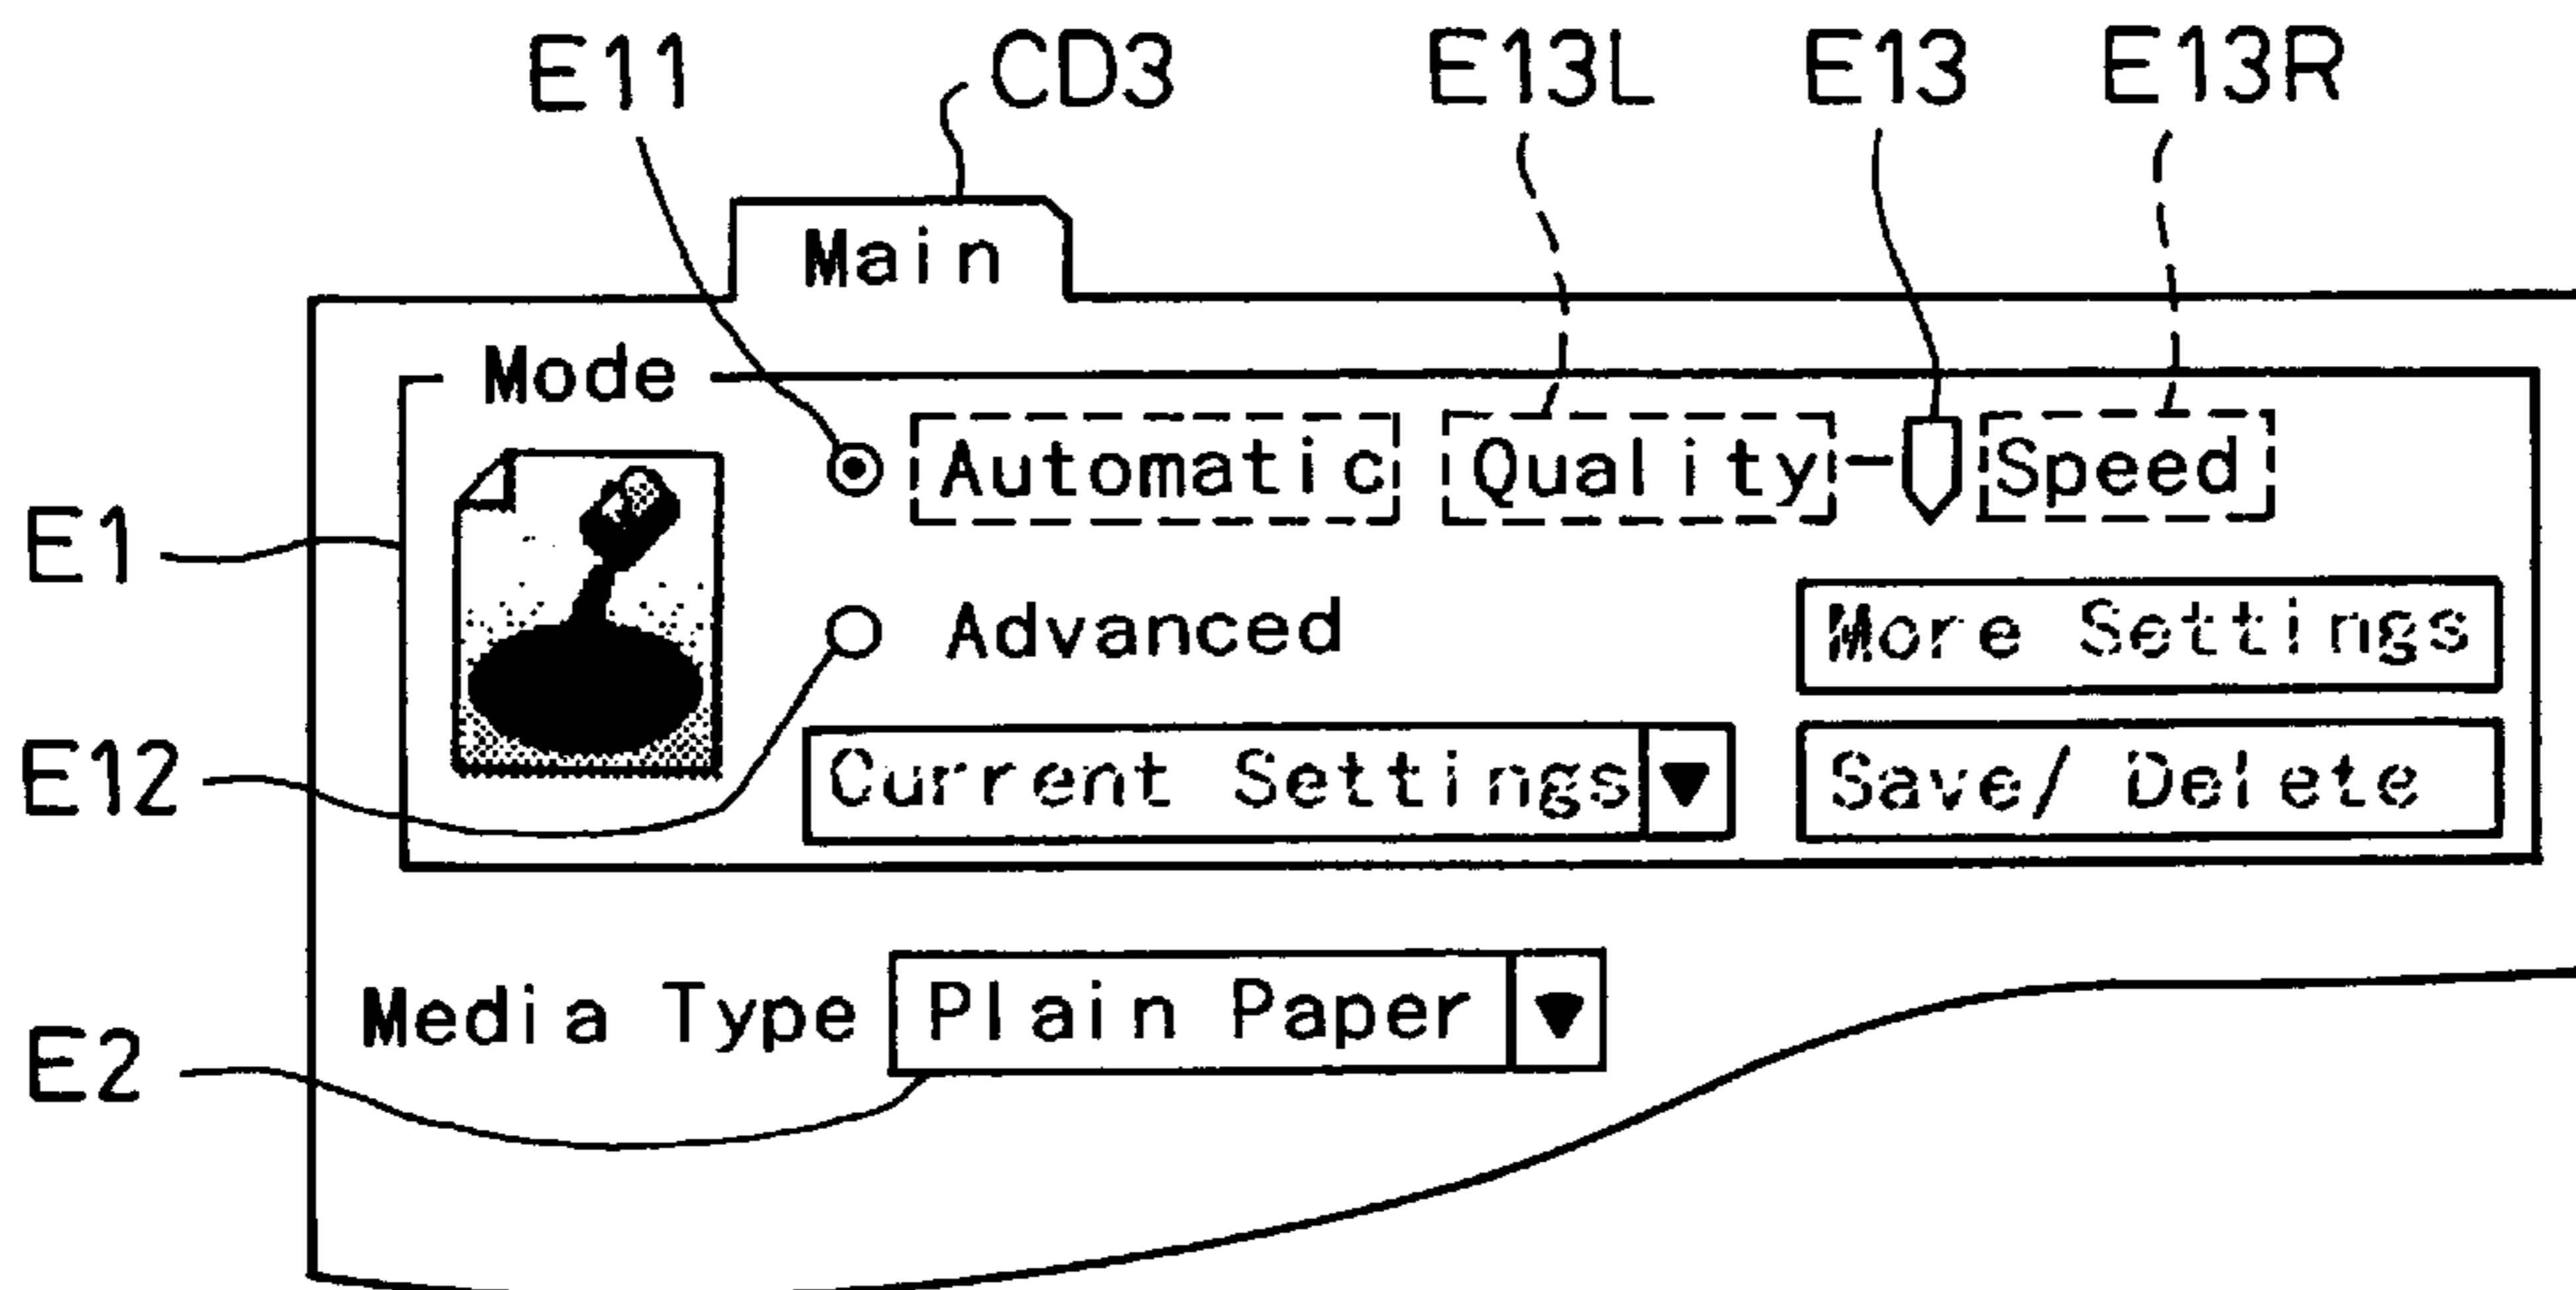 E11 CD3 E13L E13 E13R
Main
Mode
Automatic Quality Speed
E1
Advanced More Settings
E12
Current Settings ▼ Save/ Delete
Media Type Plain Paper ▼
E2